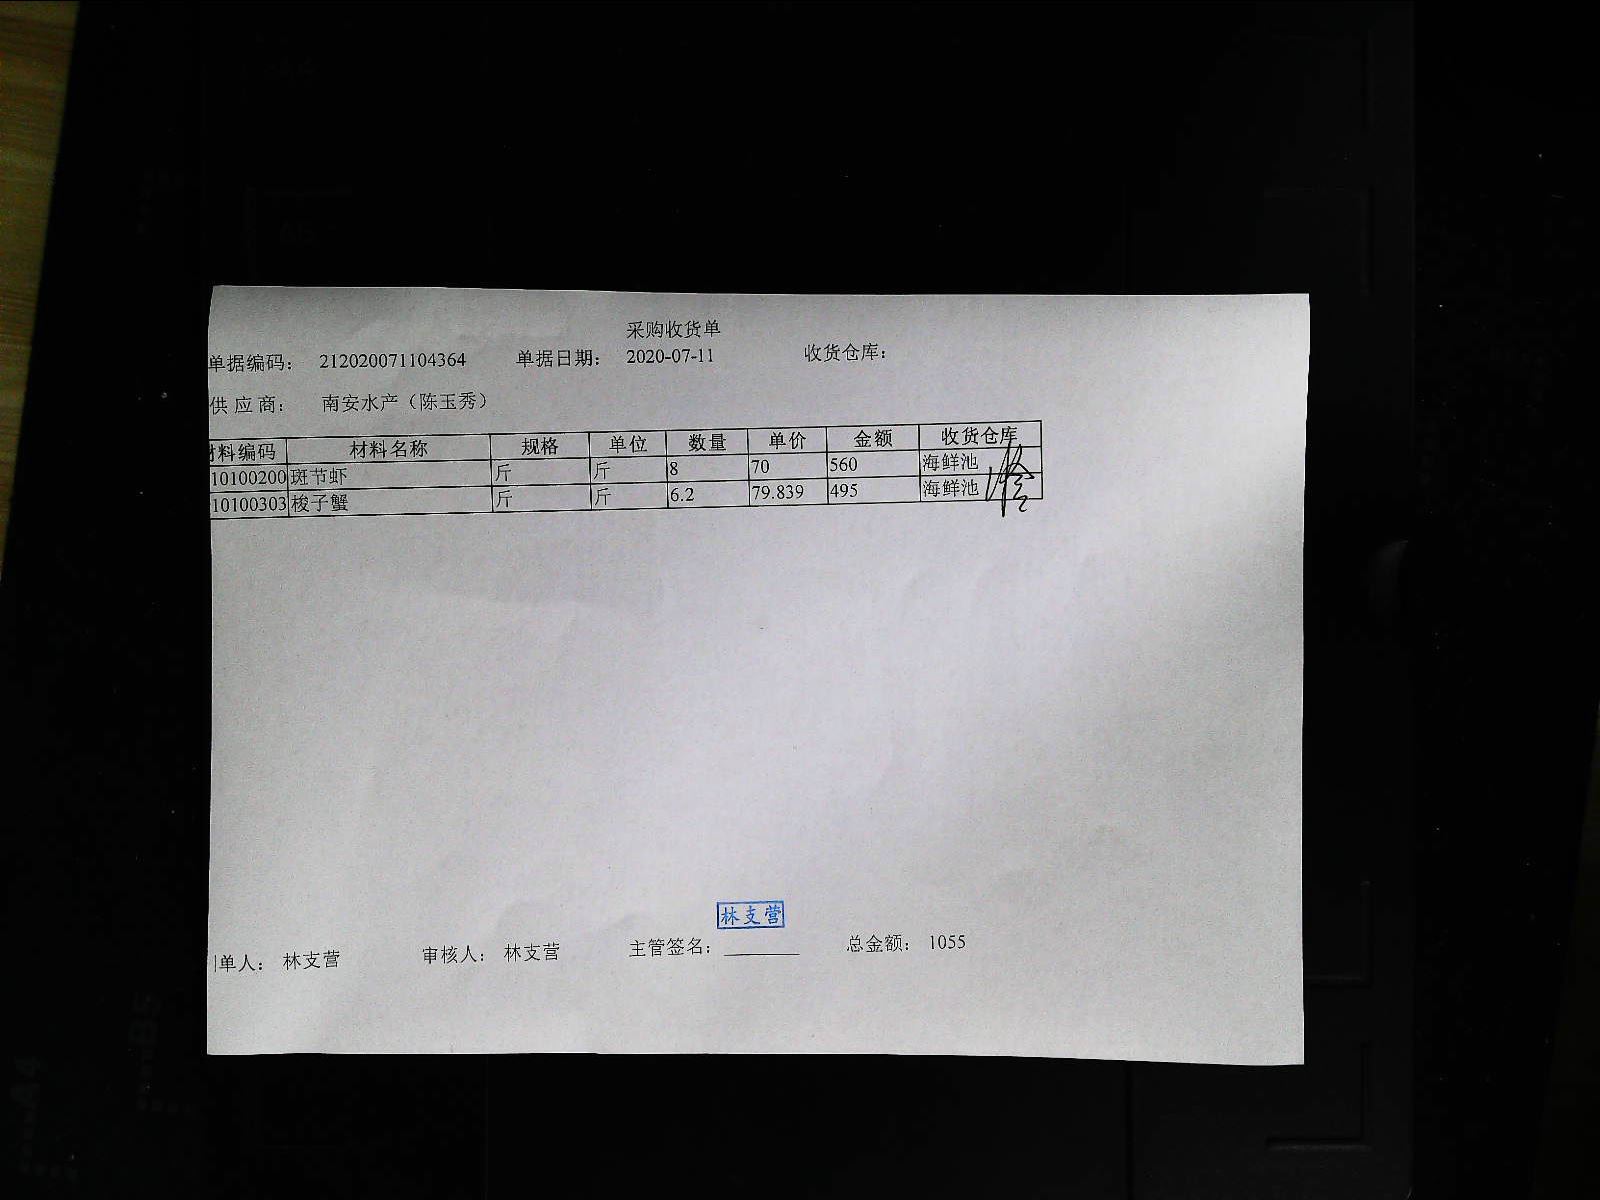 采购收货单
单据编码： 212020071104364 单据日期： 2020-07-11 收货仓库：
供应商： 南安水产（陈玉秀）
材料编码 材料名称 规格 单位 数量 单价 金额 收货仓库
10100200 斑节虾 斤 斤 8 70 560 海鲜池
10100303 梭子蟹 斤 斤 6.2 79.839 495 海鲜池
林支营
单人： 林支营 审核人： 林支营 主管签名： 总金额： 1055